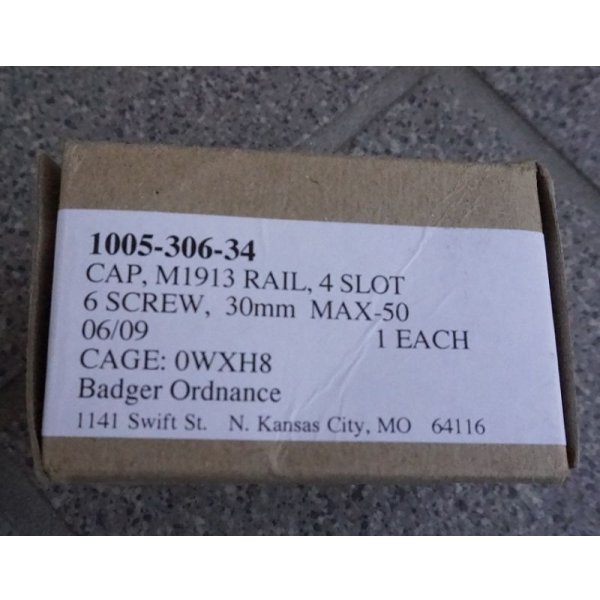 1005-306-34
CAP, M1913 RAIL, 4 SLOT
6 SCREW, 30mm MAX-50
06/09 1 EACH
CAGE: 0WXH8
Badger Ordnance
1141 Swift St. N. Kansas City, MO 64116